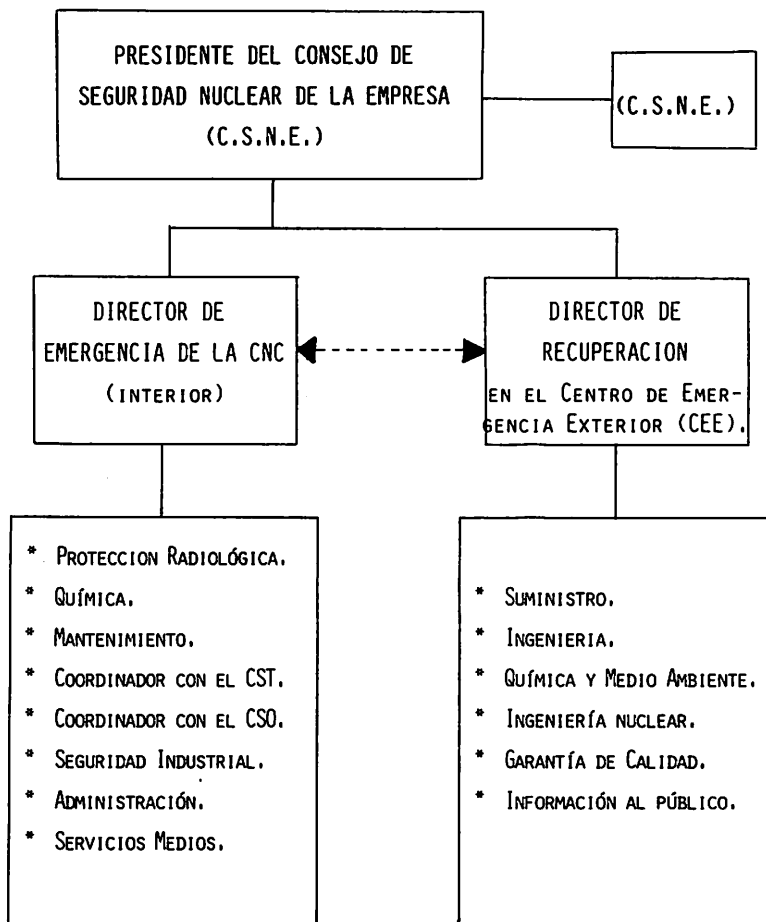 PRESIDENTE DEL CONSEJO DE
SEGURIDAD NUCLEAR DE LA EMPRESA
(C.S.N.E.)
(C.S.N.E.)
DIRECTOR DE
EMERGENCIA DE LA CNC
(INTERIOR)
DIRECTOR DE
RECUPERACION
EN EL CENTRO DE EMER-
GENCIA EXTERIOR (CEE).
* PROTECCION RADIOLÓGICA.
* QUÍMICA.
* MANTENIMIENTO.
* COORDINADOR CON EL CST.
* COORDINADOR CON EL CSO.
* SEGURIDAD INDUSTRIAL.
* ADMINISTRACIÓN.
* SERVICIOS MEDIOS.
* SUMINISTRO.
* INGENIERIA.
* QUÍMICA Y MEDIO AMBIENTE.
* INGENIERÍA NUCLEAR.
* GARANTÍA DE CALIDAD.
* INFORMACIÓN AL PÚBLICO.